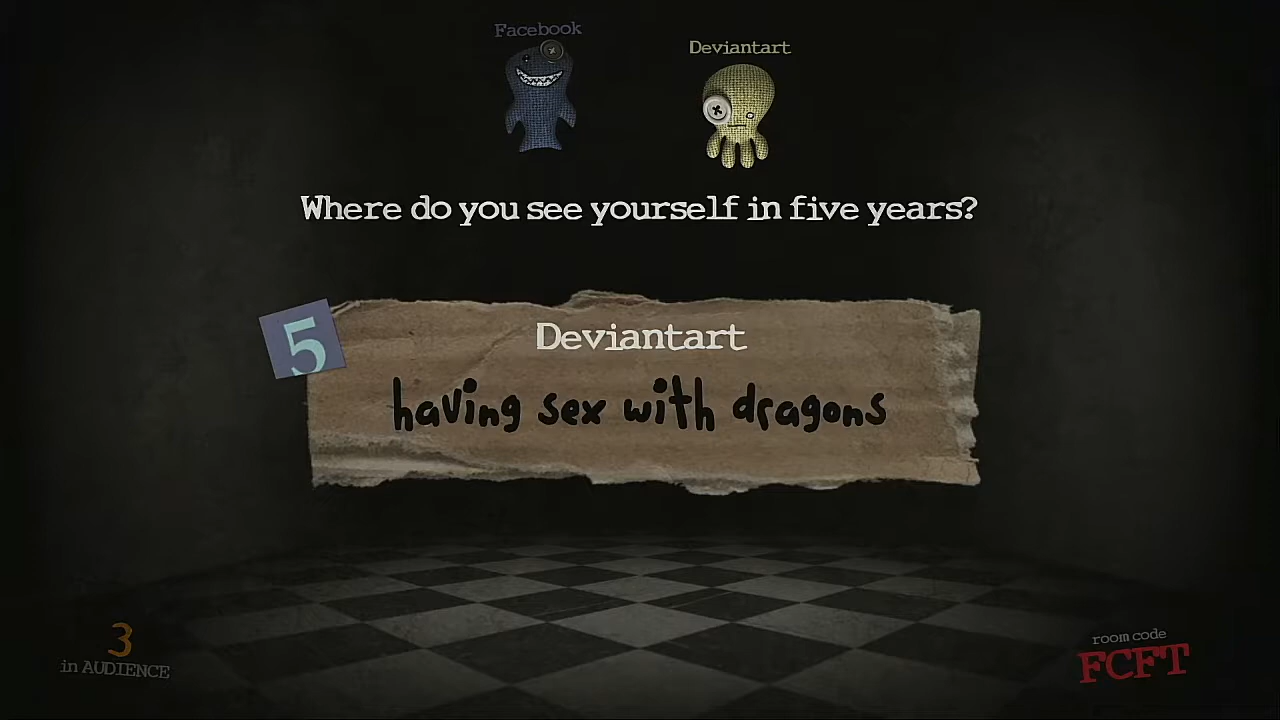 Facebook
Deviantart
Where do you see yourself in five years?
5
Deviantart
having sex with dragons
3
in AUDIENCE
room code
FCFT